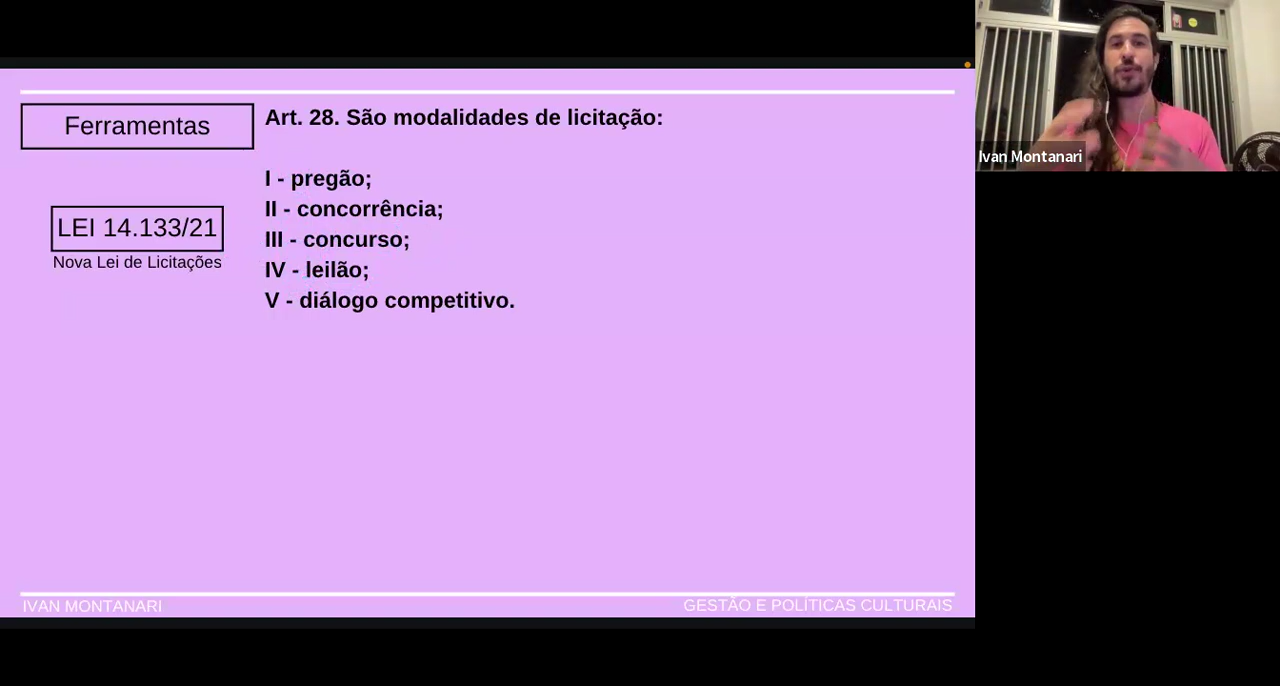 Ferramentas
LEI 14.133/21
Nova Lei de Licitações
Art. 28. São modalidades de licitação:
I - pregão;
II - concorrência;
III - concurso;
IV - leilão;
V - diálogo competitivo.
IVAN MONTANARI
GESTÃO E POLÍTICAS CULTURAIS
Ivan Montanari